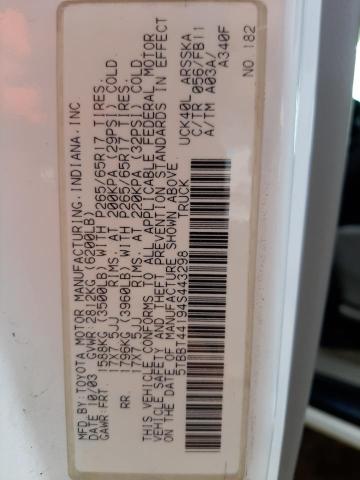 MFD.BY:TOYOTA MOTOR MANUFACTURING.INDIANA,INC
DATE 10/03 GVWR: 2812KG (6200LB)
GAWR FRT. 1588KG (3500LB) WITH P265/65R17 TIRES,
17X7.5JJ RIMS. AT 200KPA (29PSI) COLD
RR. 1796KG (3960LB) WITH P265/65R17 TIRES,
17X7.5JJ RIMS. AT 220KPA (32PSI) COLD
THIS VEHICLE CONFORMS TO ALL APPLICABLE FEDERAL MOTOR
VEHICLE SAFETY AND THEFT PREVENTION STANDARDS IN EFFECT
ON THE DATE OF MANUFACTURE SHOWN ABOVE.
5TBBT44194S443298 TRUCK
UCK40L ARSSKA
C/TR 056/FB11
A/TM A03A/
A340F
NO 182